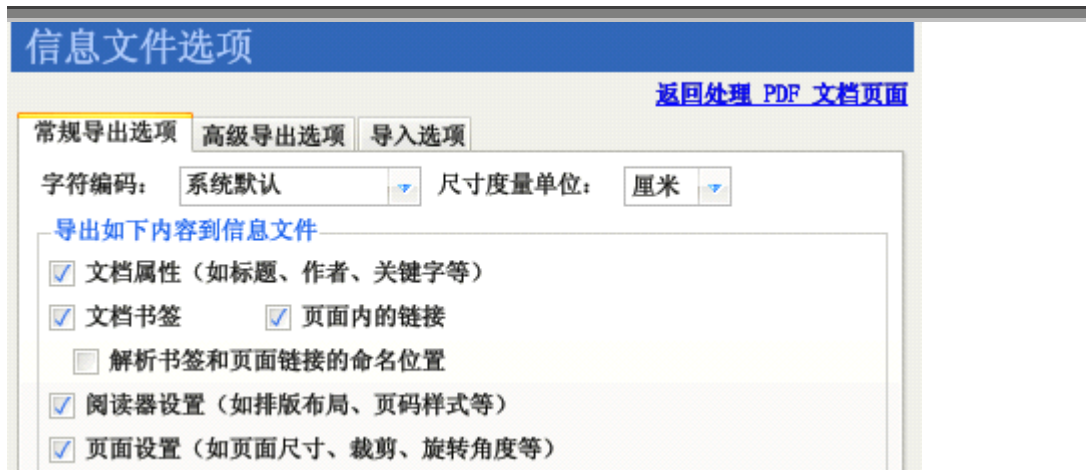 信息文件选项
返回处理 PDF 文档页面
常规导出选项 高级导出选项 导入选项
字符编码： 系统默认 尺寸度量单位： 厘米
导出如下内容到信息文件
文档属性（如标题、作者、关键字等）
文档书签 页面内的链接
解析书签和页面链接的命名位置
阅读器设置（如排版布局、页码样式等）
页面设置（如页面尺寸、裁剪、旋转角度等）